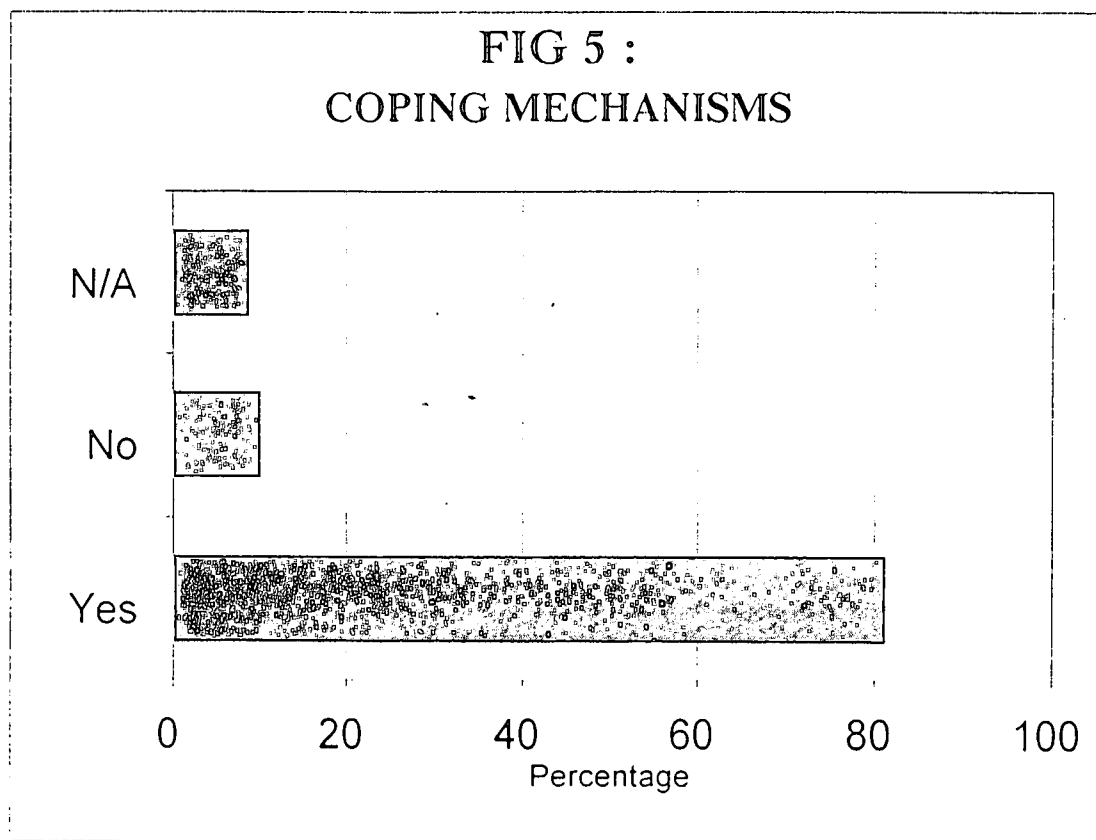 FIG 5 :
COPING MECHANISMS
N/A
No
Yes
0 20 40 60 80 100
Percentage